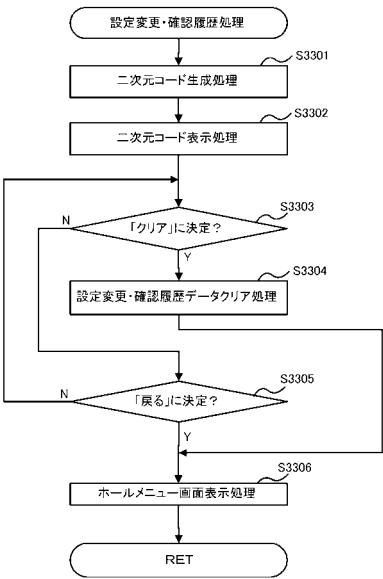 設定変更・確認履歴処理
S3301
二次元コード生成処理
S3302
二次元コード表示処理
S3303
「クリア」に決定？
N
Y
S3304
設定変更・確認履歴データクリア処理
S3305
「戻る」に決定？
N
Y
S3306
ホールメニュー画面表示処理
RET